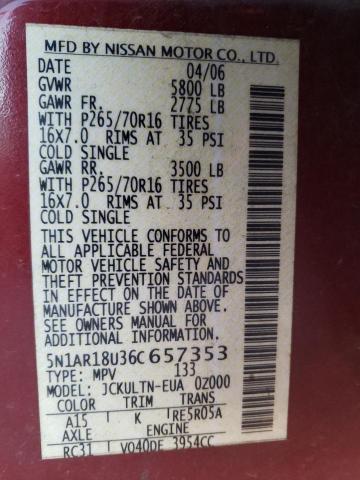 MFD BY NISSAN MOTOR CO., LTD.
DATE 04/06
GVWR 5800 LB
GAWR FR. 2775 LB
WITH P265/70R16 TIRES
16X7.0 RIMS AT 35 PSI
COLD SINGLE
GAWR RR. 3500 LB
WITH P265/70R16 TIRES
16X7.0 RIMS AT 35 PSI
COLD SINGLE
THIS VEHICLE CONFORMS TO
ALL APPLICABLE FEDERAL
MOTOR VEHICLE SAFETY AND
THEFT PREVENTION STANDARDS
IN EFFECT ON THE DATE OF
MANUFACTURE SHOWN ABOVE.
SEE OWNERS MANUAL FOR
ADDITIONAL INFORMATION.
5N1AR18U36C657353
TYPE: MPV 133
MODEL: JCKULTN-EUA 0Z000
COLOR TRIM TRANS
A15 K RE5R05A
AXLE ENGINE
RC31 VQ40DE 3954CC